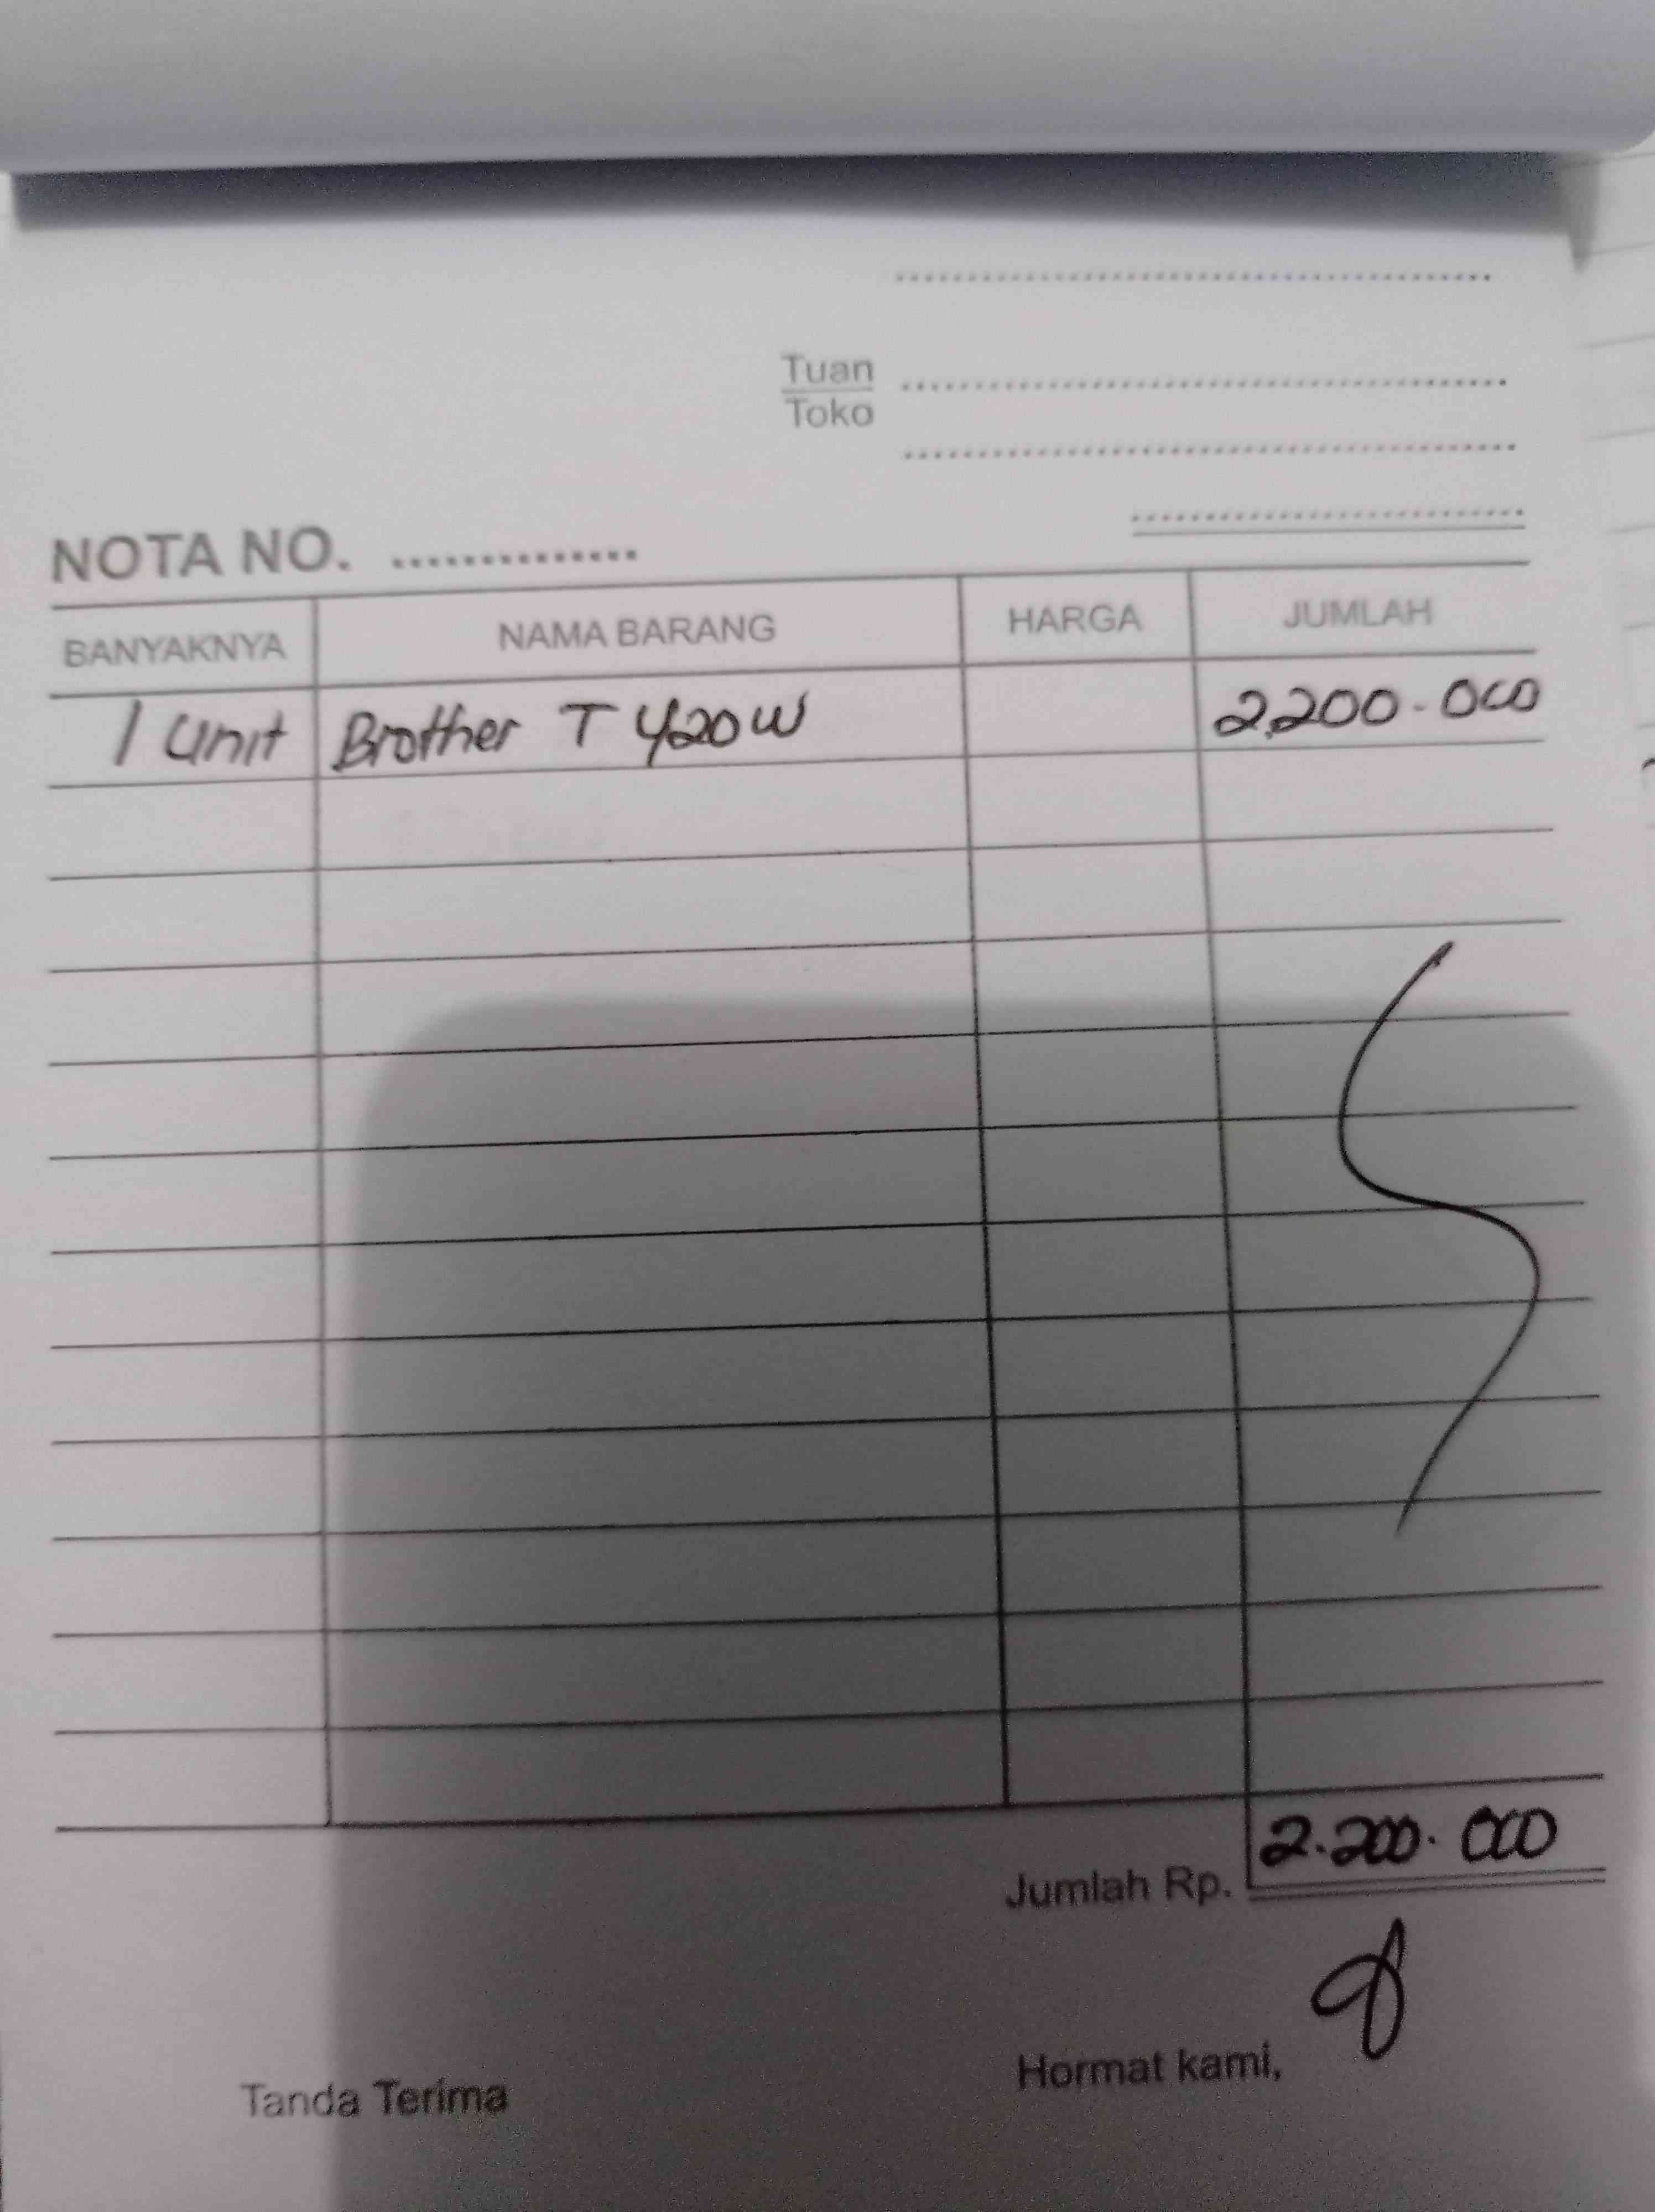 Tuan
Toko
NOTA NO. ..............
BANYAKNYA NAMA BARANG HARGA JUMLAH
1 Unit Brother T420W 2.200.000
Jumlah Rp. 2.200.000
Tanda Terima Hormat kami,